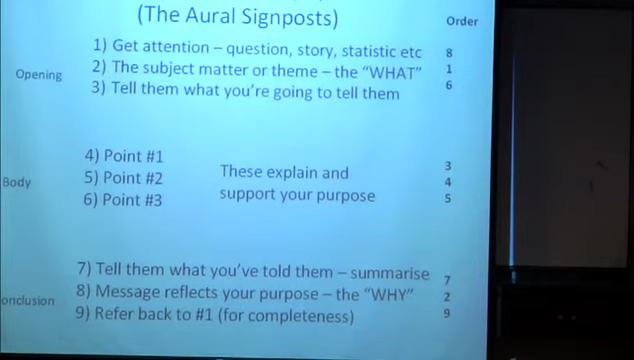 (The Aural Signposts)
Order
Opening
1) Get attention – question, story, statistic etc 8
2) The subject matter or theme – the “WHAT” 1
3) Tell them what you’re going to tell them 6
Body
4) Point #1 3
5) Point #2 4
6) Point #3 5
These explain and
support your purpose
onclusion
7) Tell them what you’ve told them – summarise 7
8) Message reflects your purpose – the “WHY” 2
9) Refer back to #1 (for completeness) 9